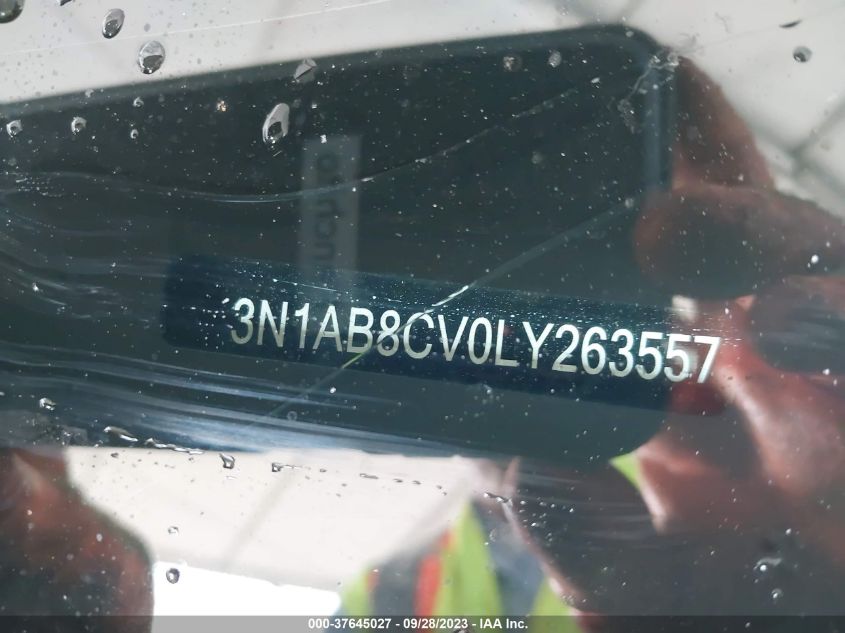 3N1AB8CV0LY263557
000-37645027 - 09/28/2023 - IAA Inc.